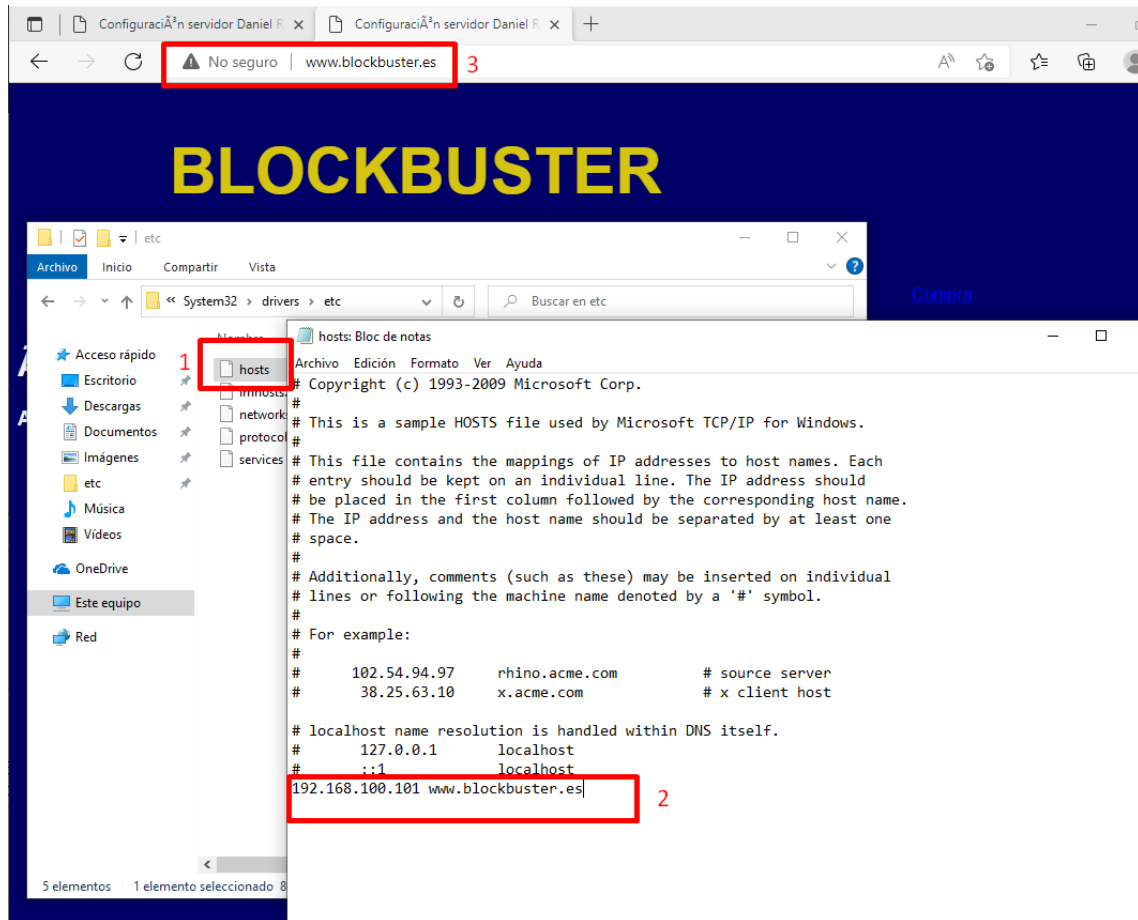 ConfiguraciÃ³n servidor Daniel R
ConfiguraciÃ³n servidor Daniel R
No seguro | www.blockbuster.es
3
BLOCKBUSTER
Compra
etc
Archivo Inicio Compartir Vista
« System32 › drivers › etc
Buscar en etc
Acceso rápido
Escritorio
Descargas
Documentos
Imágenes
etc
Música
Vídeos
OneDrive
Este equipo
Red
1
hosts
services
5 elementos 1 elemento seleccionado 8
hosts: Bloc de notas
Archivo Edición Formato Ver Ayuda
# Copyright (c) 1993-2009 Microsoft Corp.
#
# This is a sample HOSTS file used by Microsoft TCP/IP for Windows.
#
# This file contains the mappings of IP addresses to host names. Each
# entry should be kept on an individual line. The IP address should
# be placed in the first column followed by the corresponding host name.
# The IP address and the host name should be separated by at least one
# space.
#
# Additionally, comments (such as these) may be inserted on individual
# lines or following the machine name denoted by a '#' symbol.
#
# For example:
#
# 102.54.94.97 rhino.acme.com # source server
# 38.25.63.10 x.acme.com # x client host
# localhost name resolution is handled within DNS itself.
# 127.0.0.1 localhost
# ::1 localhost
192.168.100.101 www.blockbuster.es
2